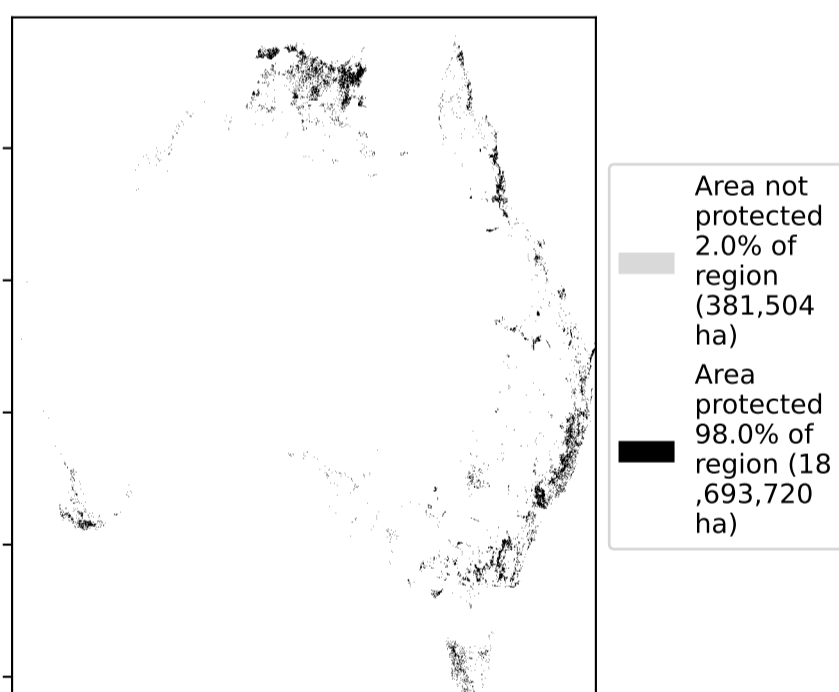 Area not
protected
2.0% of
region
(381,504
ha)
Area
protected
98.0% of
region (18
,693,720
ha)